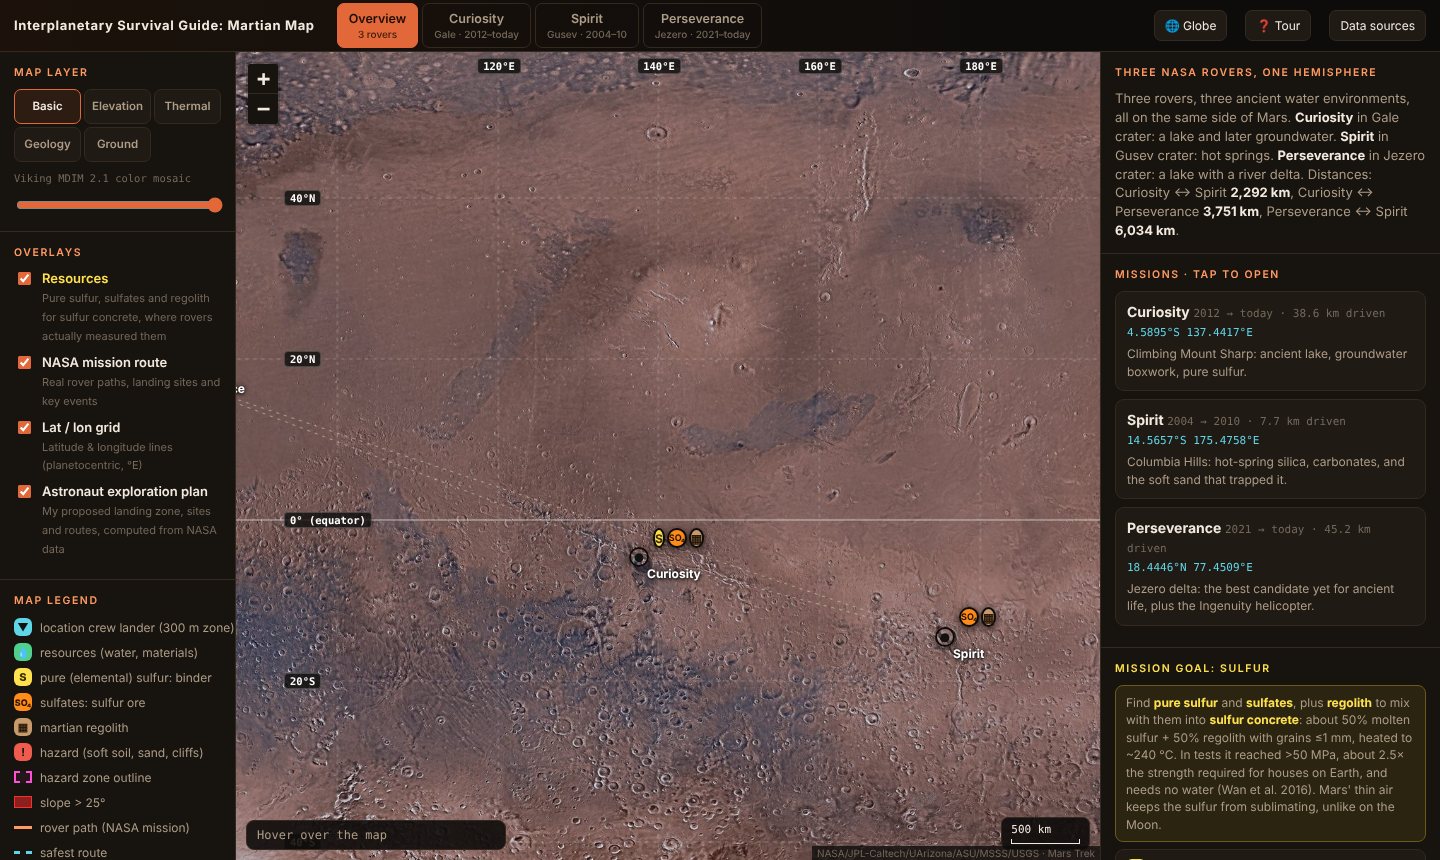 Interplanetary Survival Guide: Martian Map
Overview
3 rovers
Curiosity
Gale · 2012–today
Spirit
Gusev · 2004–10
Perseverance
Jezero · 2021–today
🌐 Globe
❓ Tour
Data sources
MAP LAYER
Basic
Elevation
Thermal
Geology
Ground
Viking MDIM 2.1 color mosaic
OVERLAYS
Resources
Pure sulfur, sulfates and regolith
for sulfur concrete, where rovers
actually measured them
NASA mission route
Real rover paths, landing sites and
key events
Lat / lon grid
Latitude & longitude lines
(planetocentric, °E)
Astronaut exploration plan
My proposed landing zone, sites
and routes, computed from NASA
data
MAP LEGEND
location crew lander (300 m zone)
resources (water, materials)
S pure (elemental) sulfur: binder
SO₄ sulfates: sulfur ore
martian regolith
! hazard (soft soil, sand, cliffs)
hazard zone outline
slope > 25°
rover path (NASA mission)
safest route
+
−
120°E
140°E
160°E
180°E
40°N
20°N
ce
0° (equator)
S SO₄
Curiosity
SO₄
Spirit
20°S
40°S
Hover over the map
500 km
NASA/JPL-Caltech/UArizona/ASU/MSSS/USGS · Mars Trek
THREE NASA ROVERS, ONE HEMISPHERE
Three rovers, three ancient water environments,
all on the same side of Mars. Curiosity in Gale
crater: a lake and later groundwater. Spirit in
Gusev crater: hot springs. Perseverance in Jezero
crater: a lake with a river delta. Distances:
Curiosity ↔ Spirit 2,292 km, Curiosity ↔
Perseverance 3,751 km, Perseverance ↔ Spirit
6,034 km.
MISSIONS · TAP TO OPEN
Curiosity 2012 → today · 38.6 km driven
4.5895°S 137.4417°E
Climbing Mount Sharp: ancient lake, groundwater
boxwork, pure sulfur.
Spirit 2004 → 2010 · 7.7 km driven
14.5657°S 175.4758°E
Columbia Hills: hot-spring silica, carbonates, and
the soft sand that trapped it.
Perseverance 2021 → today · 45.2 km
driven
18.4446°N 77.4509°E
Jezero delta: the best candidate yet for ancient
life, plus the Ingenuity helicopter.
MISSION GOAL: SULFUR
Find pure sulfur and sulfates, plus regolith to mix
with them into sulfur concrete: about 50% molten
sulfur + 50% regolith with grains ≤1 mm, heated to
~240 °C. In tests it reached >50 MPa, about 2.5×
the strength required for houses on Earth, and
needs no water (Wan et al. 2016). Mars' thin air
keeps the sulfur from sublimating, unlike on the
Moon.